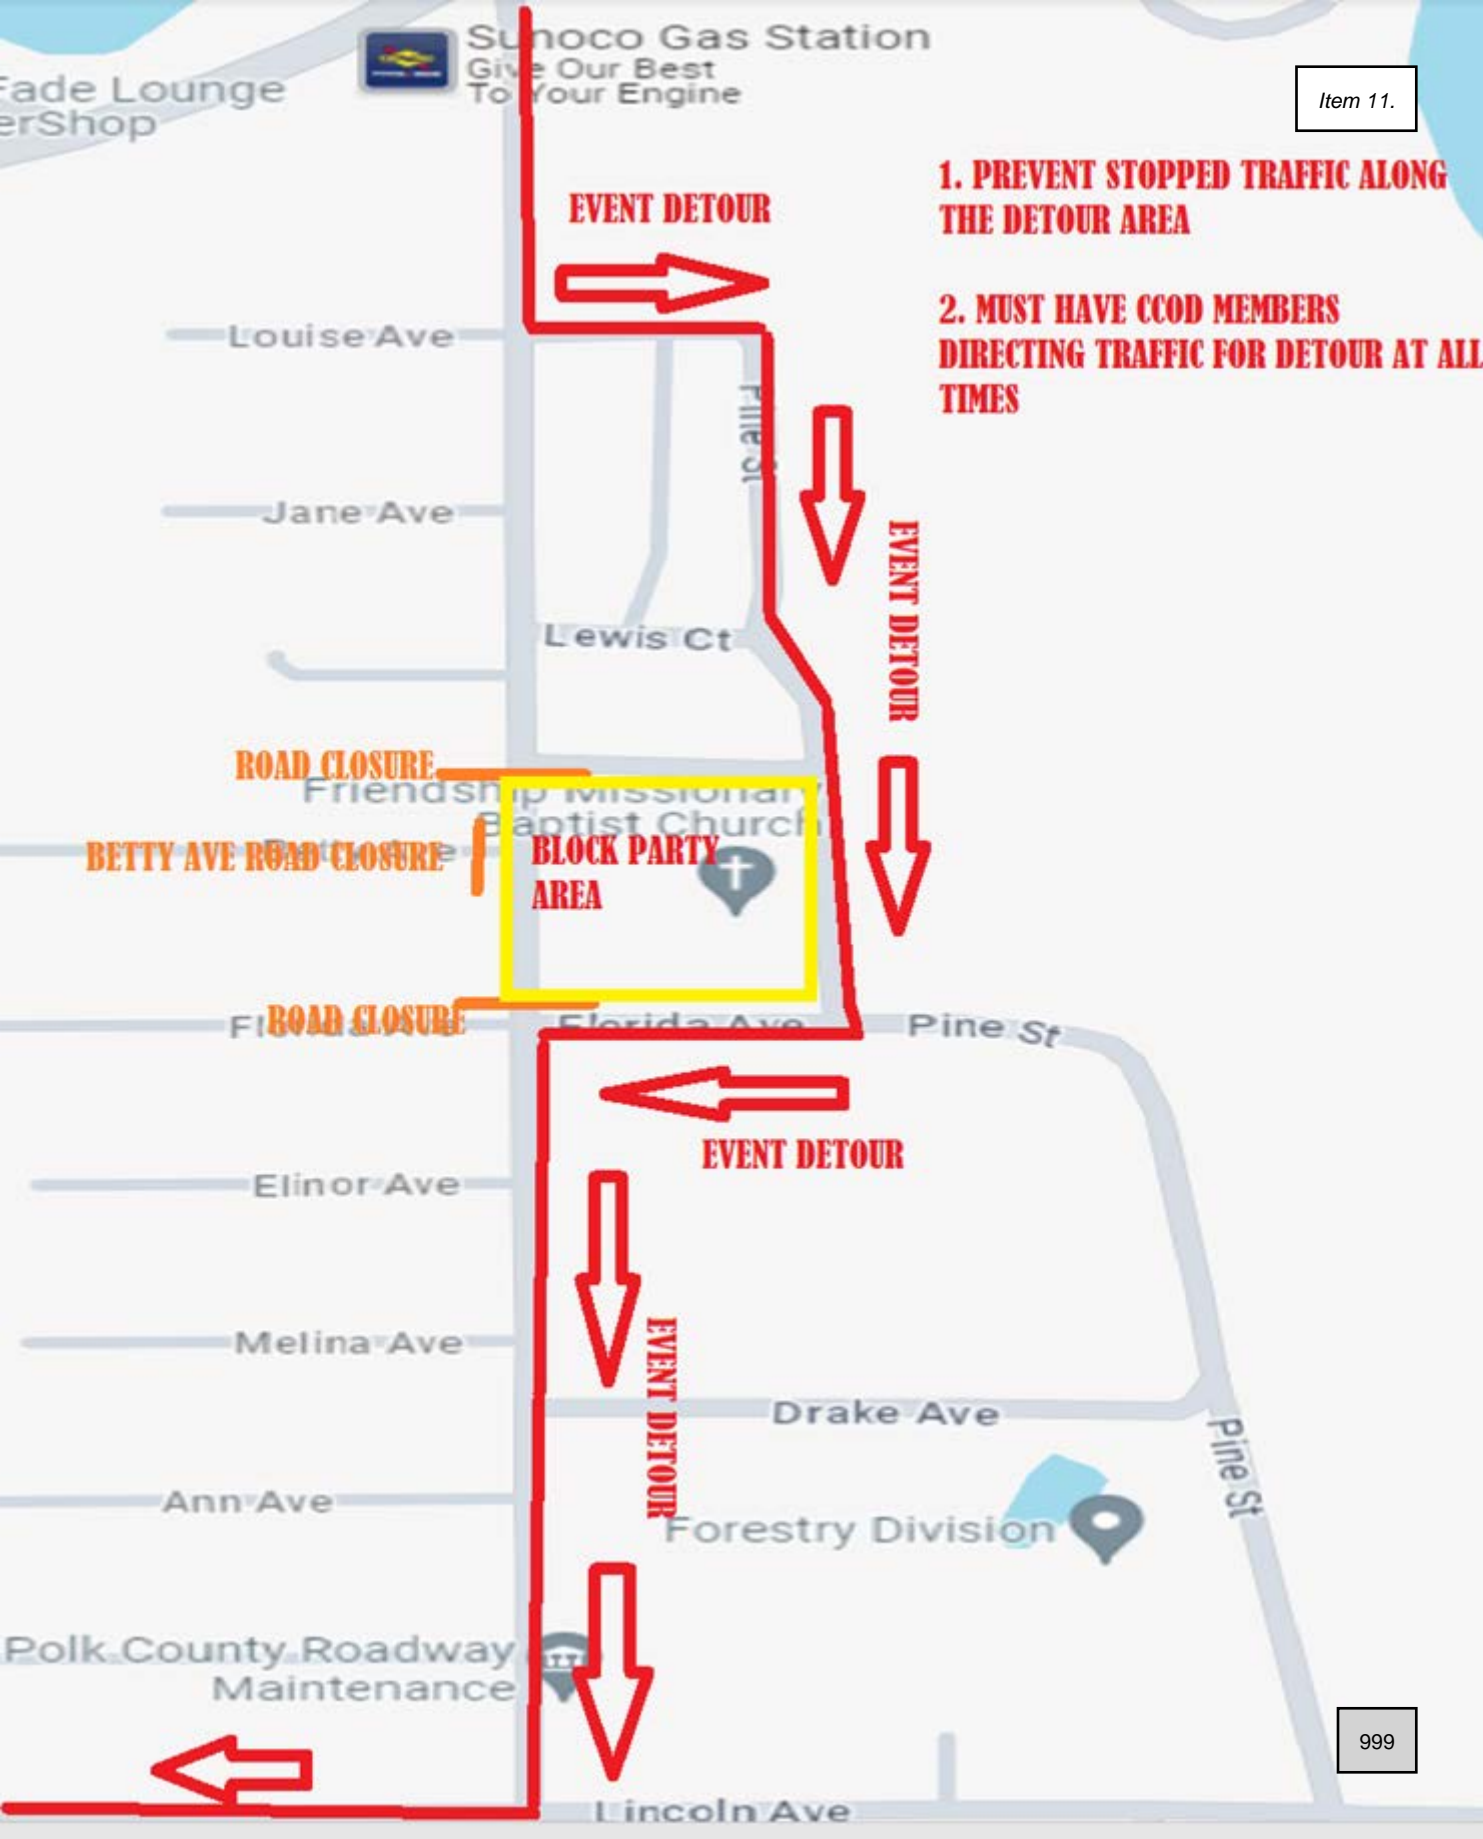 Sunoco Gas Station
Give Our Best
To Your Engine
Fade Lounge
erShop
Item 11.
1. PREVENT STOPPED TRAFFIC ALONG
THE DETOUR AREA
EVENT DETOUR
2. MUST HAVE CCOD MEMBERS
DIRECTING TRAFFIC FOR DETOUR AT ALL
TIMES
Louise Ave
Pine St
Jane Ave
EVENT DETOUR
Lewis Ct
ROAD CLOSURE
Friendship Missionary
Baptist Church
BETTY AVE ROAD CLOSURE
BLOCK PARTY
AREA
ROAD CLOSURE
Florida Ave
Florida Ave
Pine St
EVENT DETOUR
Elinor Ave
Melina Ave
EVENT DETOUR
Drake Ave
Pine St
Ann Ave
Forestry Division
Polk County Roadway
Maintenance
999
Lincoln Ave